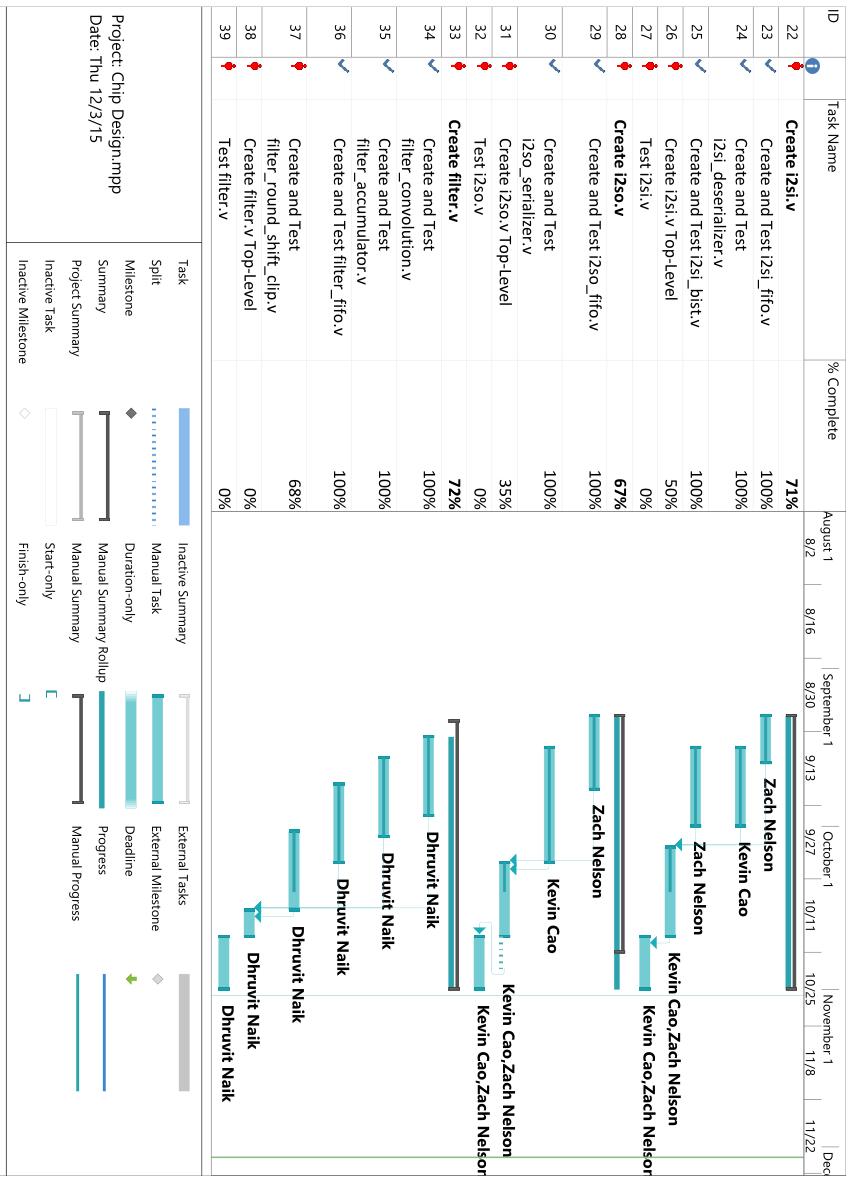 ID Task Name % Complete August 1 September 1 October 1 November 1 Dec
8/2 8/16 8/30 9/13 9/27 10/11 10/25 11/8 11/22
22 Create i2si.v 71%
23 Create and Test i2si_fifo.v 100% Zach Nelson
24 Create and Test 100% Kevin Cao
i2si_deserializer.v
25 Create and Test i2si_bist.v 100% Zach Nelson
26 Create i2si.v Top-Level 50% Kevin Cao,Zach Nelson
27 Test i2si.v 0% Kevin Cao,Zach Nelson
28 Create i2so.v 67%
29 Create and Test i2so_fifo.v 100% Zach Nelson
30 Create and Test 100% Kevin Cao
i2so_serializer.v
31 Create i2so.v Top-Level 35% Kevin Cao,Zach Nelson
32 Test i2so.v 0% Kevin Cao,Zach Nelson
33 Create filter.v 72%
34 Create and Test 100% Dhruvit Naik
filter_convolution.v
35 Create and Test 100% Dhruvit Naik
filter_accumulator.v
36 Create and Test filter_fifo.v 100% Dhruvit Naik
37 Create and Test 68% Dhruvit Naik
filter_round_shift_clip.v
38 Create filter.v Top-Level 0% Dhruvit Naik
39 Test filter.v 0% Dhruvit Naik
Project: Chip Design.mpp
Date: Thu 12/3/15
Task Inactive Summary External Tasks
Split Manual Task External Milestone
Milestone Duration-only Deadline
Summary Manual Summary Rollup Progress
Project Summary Manual Summary Manual Progress
Inactive Task Start-only
Inactive Milestone Finish-only